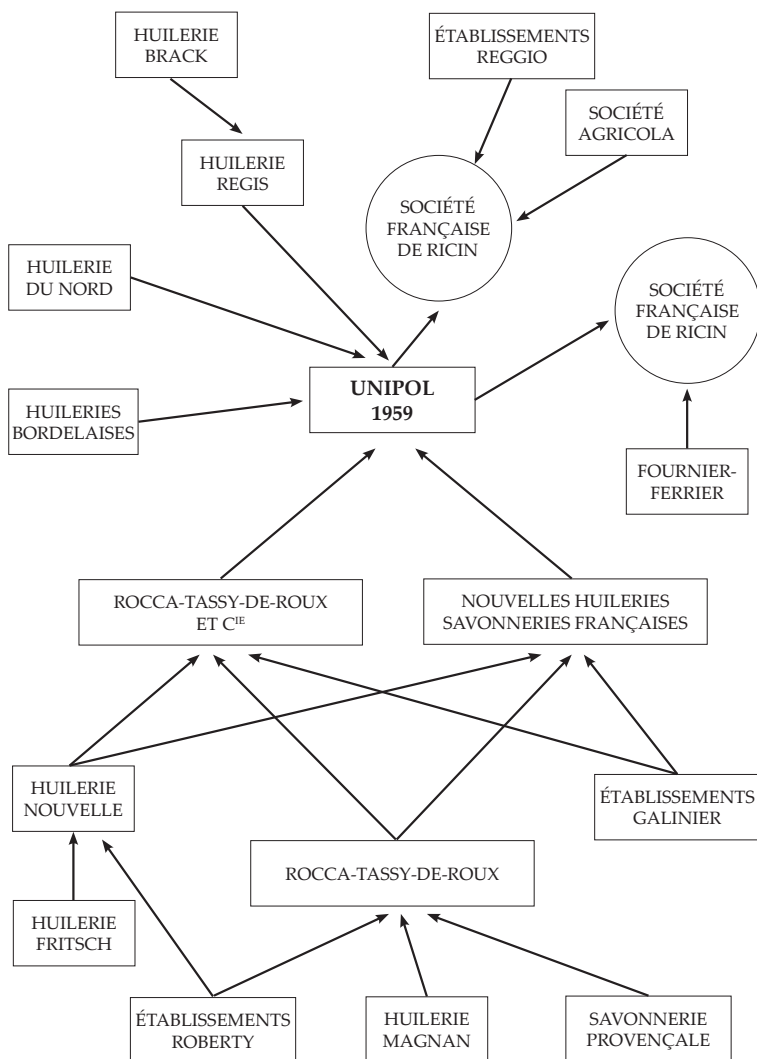 HUILERIE
BRACK
ÉTABLISSEMENTS
REGGIO
SOCIÉTÉ
AGRICOLA
HUILERIE
REGIS
SOCIÉTÉ
FRANÇAISE
DE RICIN
HUILERIE
DU NORD
SOCIÉTÉ
FRANÇAISE
DE RICIN
UNIPOL
1959
HUILERIES
BORDELAISES
FOURNIER-
FERRIER
ROCCA-TASSY-DE-ROUX
ET CIE
NOUVELLES HUILERIES
SAVONNERIES FRANÇAISES
HUILERIE
NOUVELLE
ÉTABLISSEMENTS
GALINIER
ROCCA-TASSY-DE-ROUX
HUILERIE
FRITSCH
ÉTABLISSEMENTS
ROBERTY
HUILERIE
MAGNAN
SAVONNERIE
PROVENÇALE